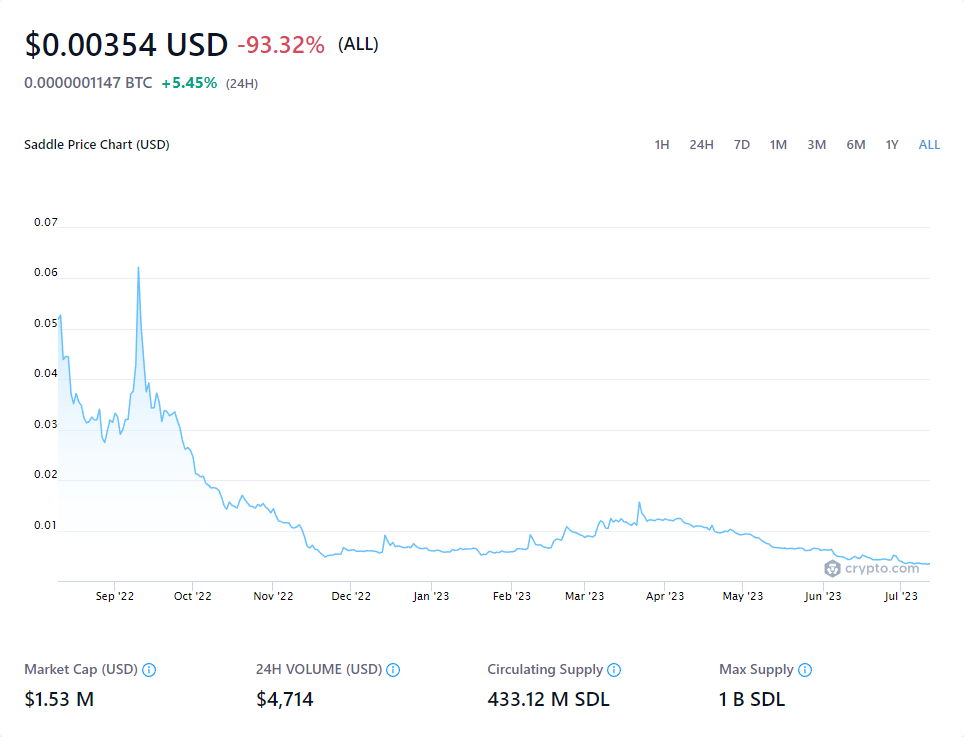 $0.00354 USD -93.32% (ALL)
0.0000001147 BTC +5.45% (24H)
Saddle Price Chart (USD) 1H 24H 7D 1M 3M 6M 1Y ALL
0.07
0.06
0.05
0.04
0.03
0.02
0.01
crypto.com
Sep '22 Oct '22 Nov '22 Dec '22 Jan '23 Feb '23 Mar '23 Apr '23 May '23 Jun '23 Jul '23
Market Cap (USD) 24H VOLUME (USD) Circulating Supply Max Supply
$1.53 M $4,714 433.12 M SDL 1 B SDL